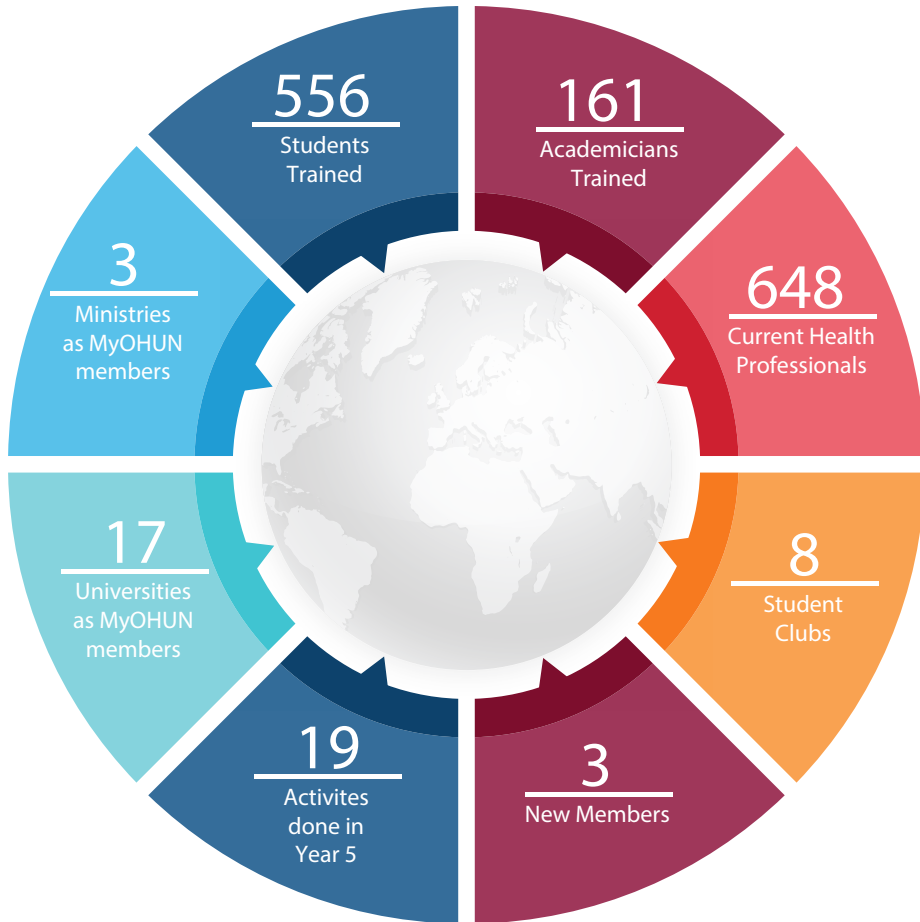 556
Students
Trained
161
Academicians
Trained
648
Current Health
Professionals
8
Student
Clubs
3
New Members
19
Activites
done in
Year 5
17
Universities
as MyOHUN
members
3
Ministries
as MyOHUN
members